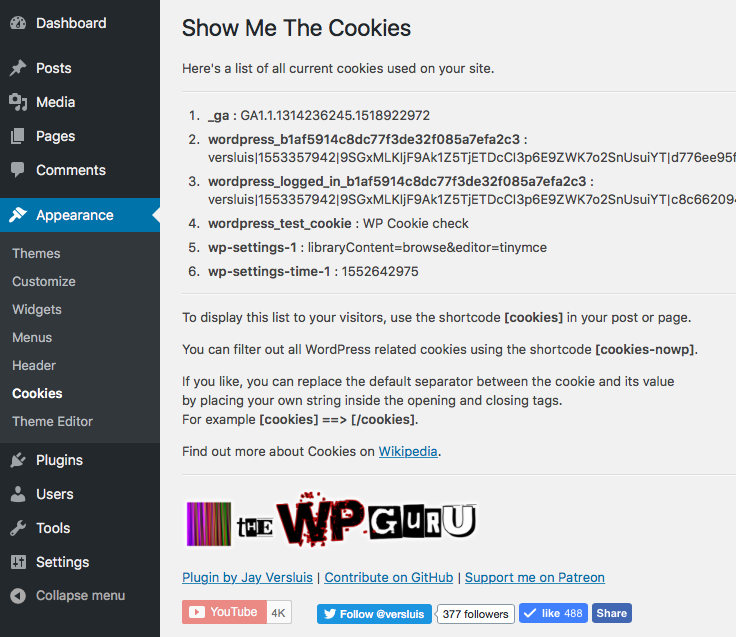 Dashboard
Posts
Media
Pages
Comments
Appearance
Themes
Customize
Widgets
Menus
Header
Cookies
Theme Editor
Plugins
Users
Tools
Settings
Collapse menu
Show Me The Cookies
Here's a list of all current cookies used on your site.
1. _ga : GA1.1.1314236245.1518922972
2. wordpress_b1af5914c8dc77f3de32f085a7efa2c3 :
versluis|1553357942|9SGxMLKIjF9Ak1Z5TjETDcCl3p6E9ZWK7o2SnUsuiYT|d776ee95f
3. wordpress_logged_in_b1af5914c8dc77f3de32f085a7efa2c3 :
versluis|1553357942|9SGxMLKIjF9Ak1Z5TjETDcCl3p6E9ZWK7o2SnUsuiYT|c8c662094
4. wordpress_test_cookie : WP Cookie check
5. wp-settings-1 : libraryContent=browse&editor=tinymce
6. wp-settings-time-1 : 1552642975
To display this list to your visitors, use the shortcode [cookies] in your post or page.
You can filter out all WordPress related cookies using the shortcode [cookies-nowp].
If you like, you can replace the default separator between the cookie and its value
by placing your own string inside the opening and closing tags.
For example [cookies] ==> [/cookies].
Find out more about Cookies on Wikipedia.
THE WP GURU
Plugin by Jay Versluis | Contribute on GitHub | Support me on Patreon
YouTube 4K Follow @versluis 377 followers like 488 Share